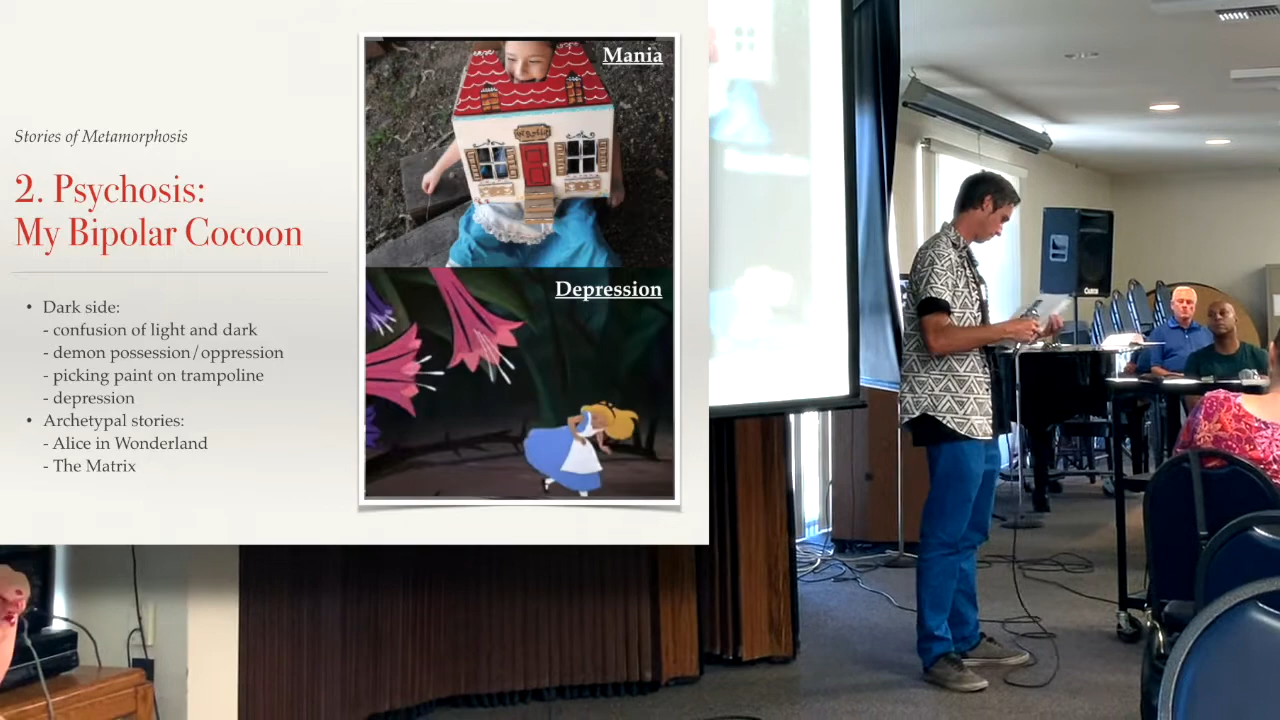 Stories of Metamorphosis
2. Psychosis:
My Bipolar Cocoon
• Dark side:
- confusion of light and dark
- demon possession/oppression
- picking paint on trampoline
- depression
• Archetypal stories:
- Alice in Wonderland
- The Matrix
Mania
Depression